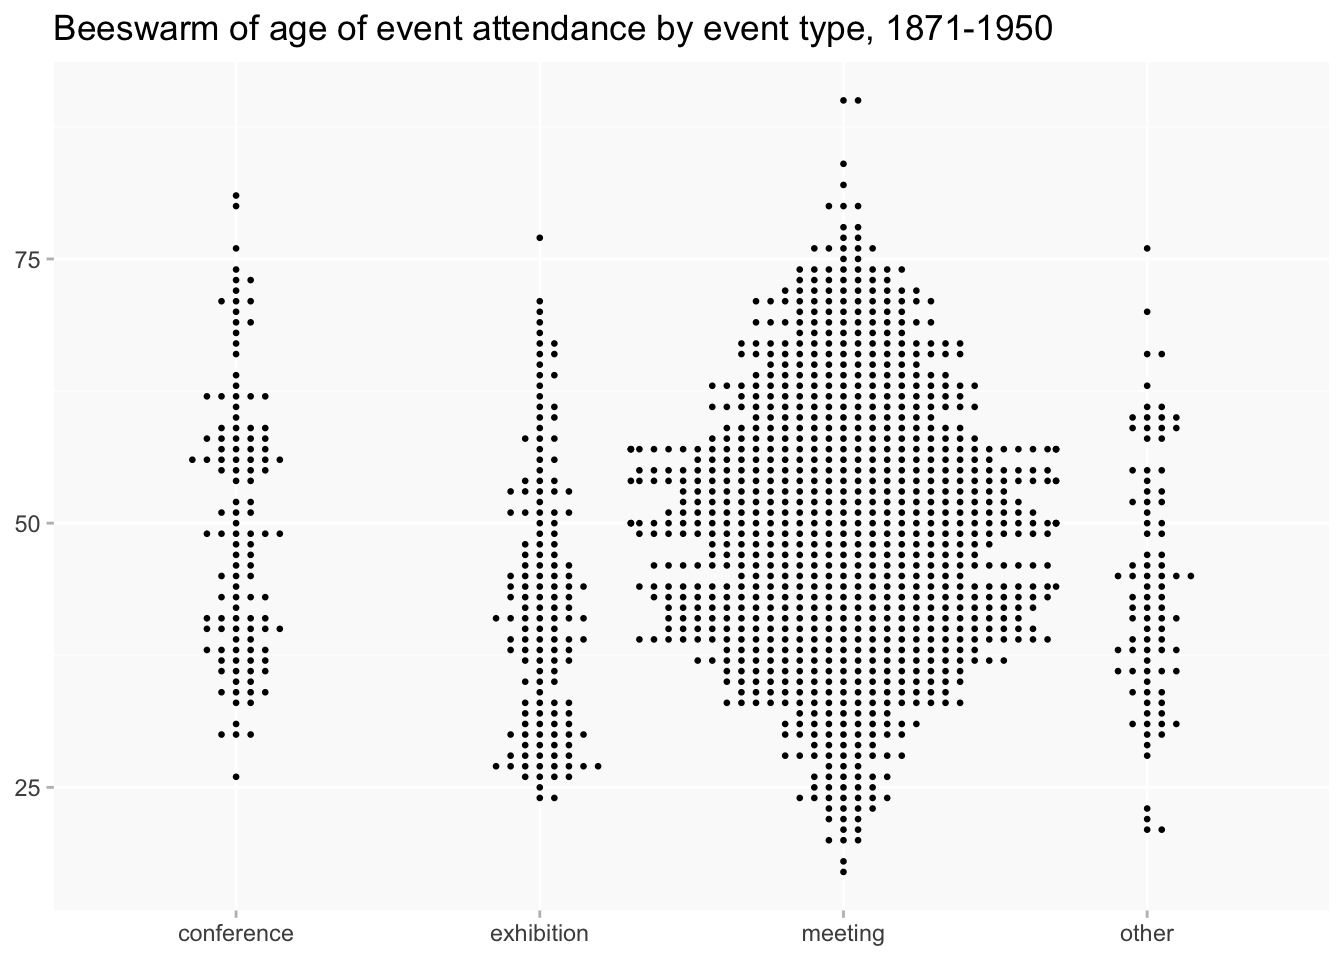 Beeswarm of age of event attendance by event type, 1871-1950
75
50
25
conference exhibition meeting other